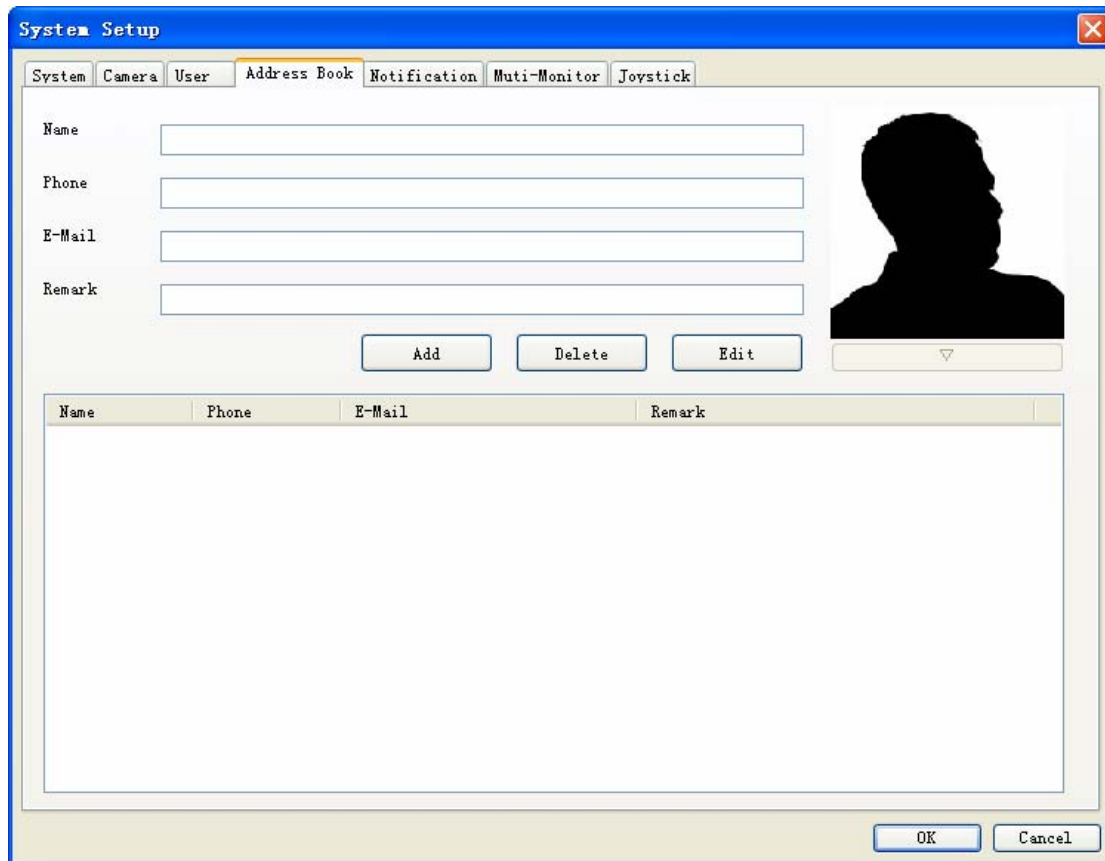 System Setup
System Camera User Address Book Notification Muti-Monitor Joystick
Name
Phone
E-Mail
Remark
Add Delete Edit
Name Phone E-Mail Remark
OK Cancel